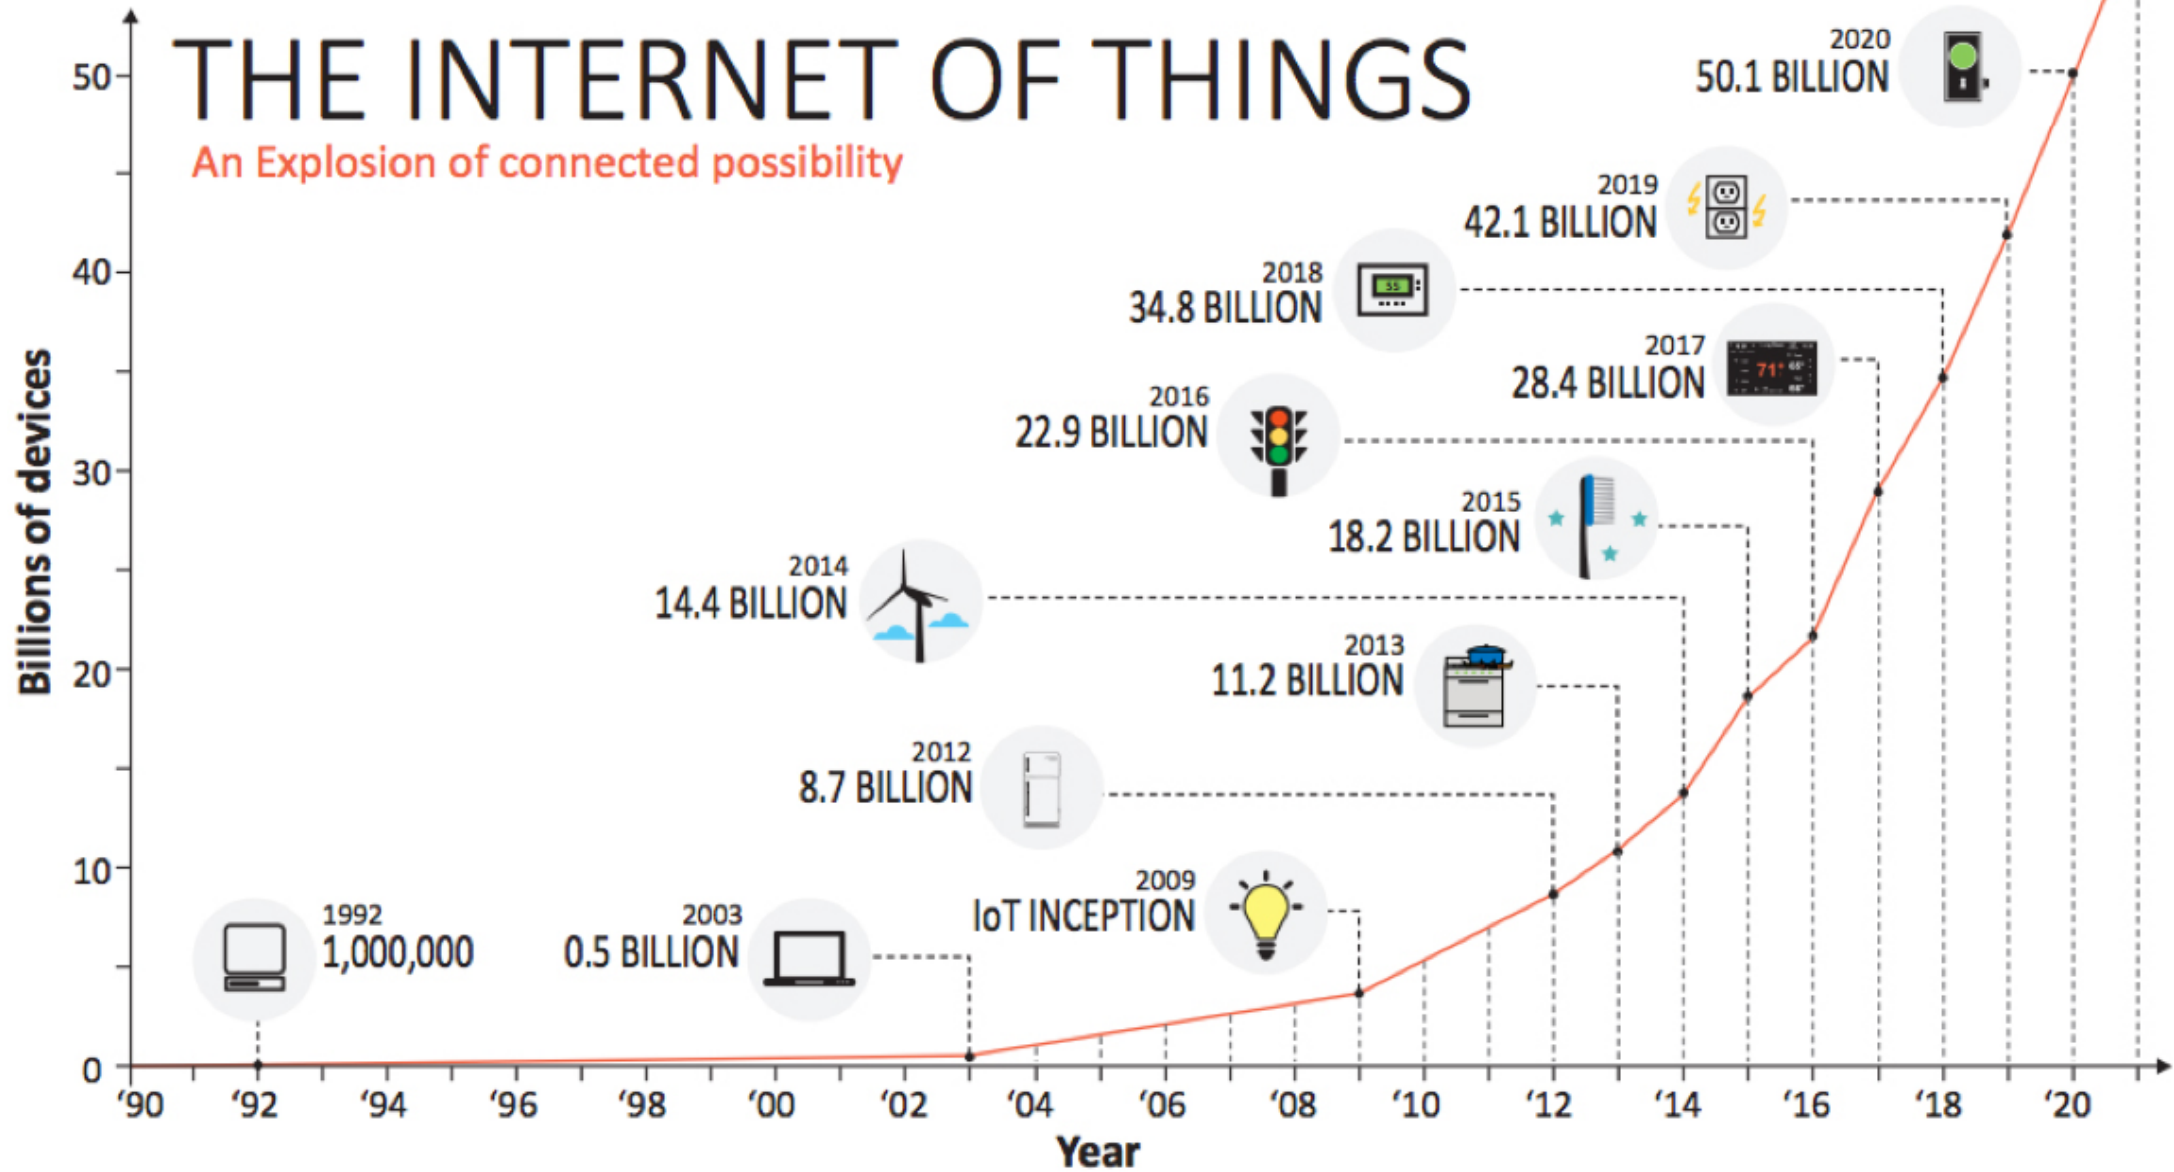 THE INTERNET OF THINGS
An Explosion of connected possibility
2020
50.1 BILLION
2019
42.1 BILLION
2018
34.8 BILLION
55
2017
28.4 BILLION
71°
2016
22.9 BILLION
2015
18.2 BILLION
2014
14.4 BILLION
2013
11.2 BILLION
2012
8.7 BILLION
2009
IoT INCEPTION
2003
0.5 BILLION
1992
1,000,000
Billions of devices
50
40
30
20
10
0
‘90 ‘92 ‘94 ‘96 ‘98 ‘00 ‘02 ‘04 ‘06 ‘08 ‘10 ‘12 ‘14 ‘16 ‘18 ‘20
Year